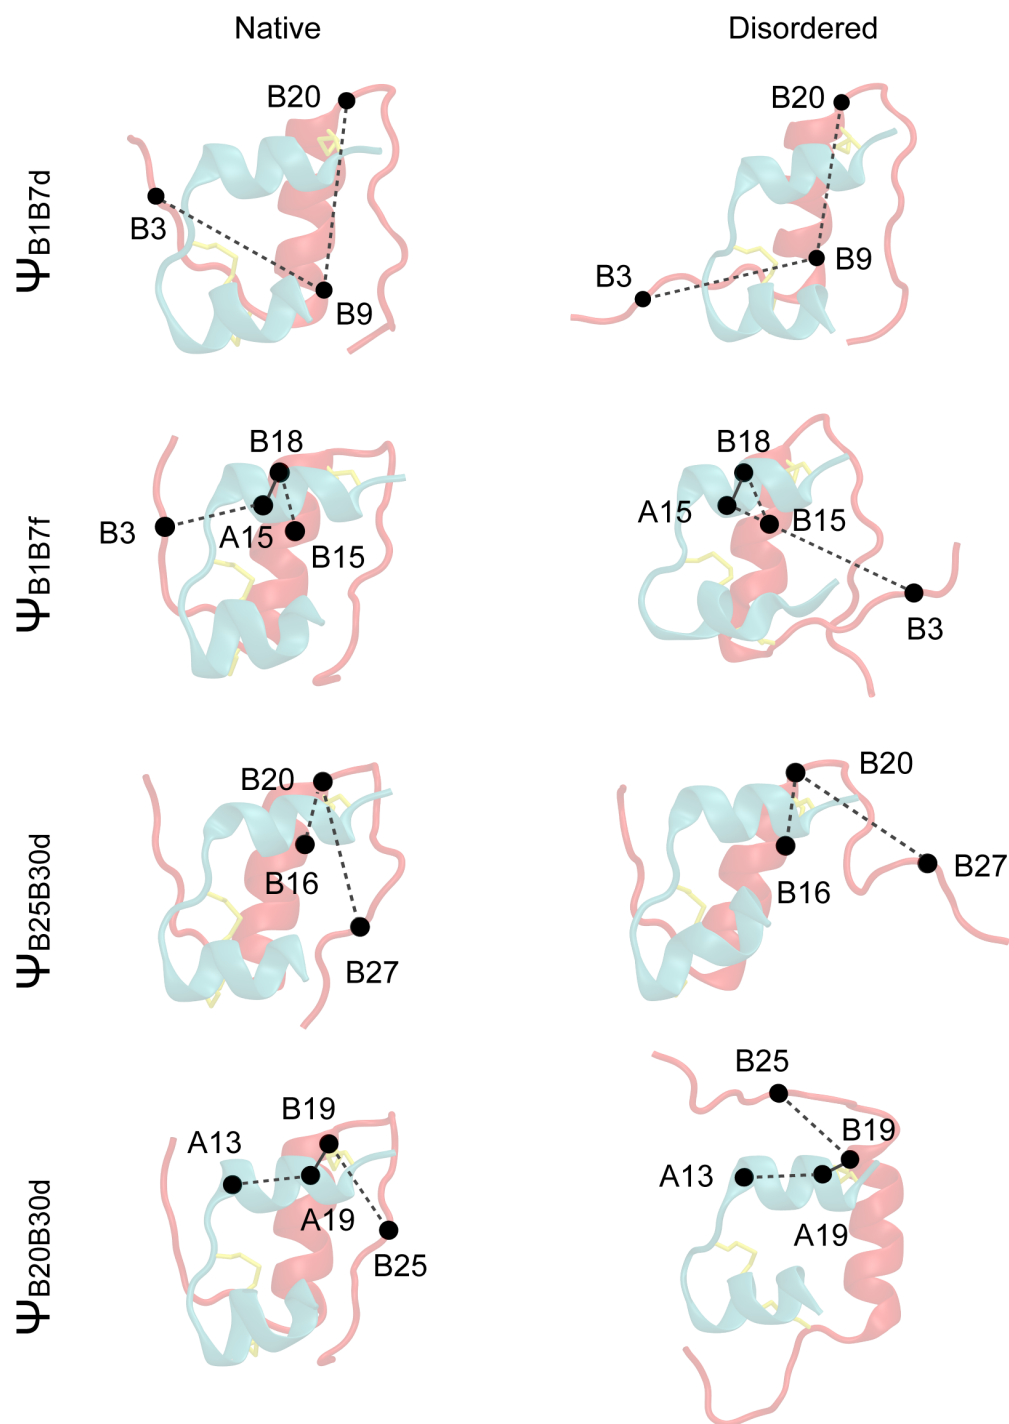 Native Disordered
ΨB1B7d
B20 B20
B3 B9 B3 B9
ΨB1B7f
B18 B18
B3 A15 B15 A15 B15 B3
ΨB25B30d
B20 B20
B16 B27 B16 B27
ΨB20B30d
B25
A13 B19 A13 B19
A19 B25 A19